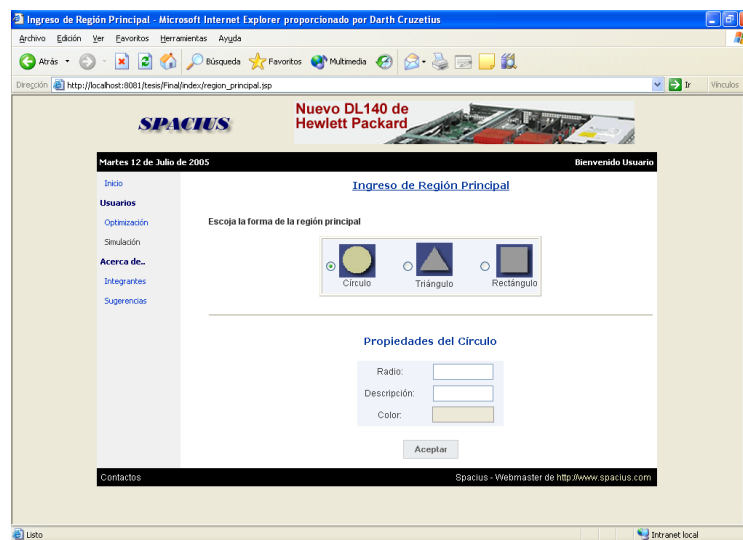 Ingreso de Región Principal - Microsoft Internet Explorer proporcionado por Darth Cruzetius
Archivo Edición Ver Favoritos Herramientas Ayuda
Atrás Búsqueda Favoritos Multimedia
Dirección http://localhost:8081/tesis/Final/index/region_principal.jsp Ir Vínculos
SPACIUS
Nuevo DL140 de
Hewlett Packard
Martes 12 de Julio de 2005 Bienvenido Usuario
Inicio
Usuarios
Optimización
Simulación
Acerca de..
Integrantes
Sugerencias
Ingreso de Región Principal
Escoja la forma de la región principal
Círculo Triángulo Rectángulo
Propiedades del Círculo
Radio:
Descripción:
Color:
Aceptar
Contactos Spacius - Webmaster de http://www.spacius.com
Listo Intranet local